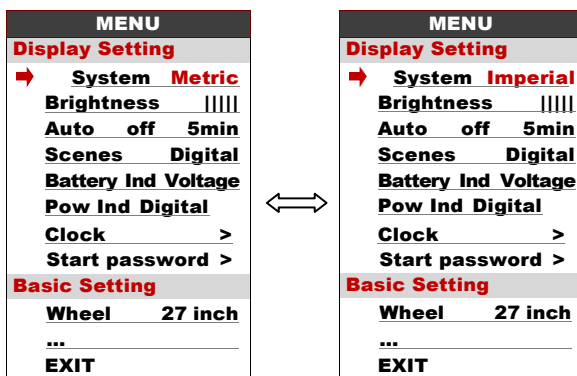 MENU
Display Setting
System Metric
Brightness |||||
Auto off 5min
Scenes Digital
Battery Ind Voltage
Pow Ind Digital
Clock >
Start password >
Basic Setting
Wheel 27 inch
...
EXIT
MENU
Display Setting
System Imperial
Brightness |||||
Auto off 5min
Scenes Digital
Battery Ind Voltage
Pow Ind Digital
Clock >
Start password >
Basic Setting
Wheel 27 inch
...
EXIT